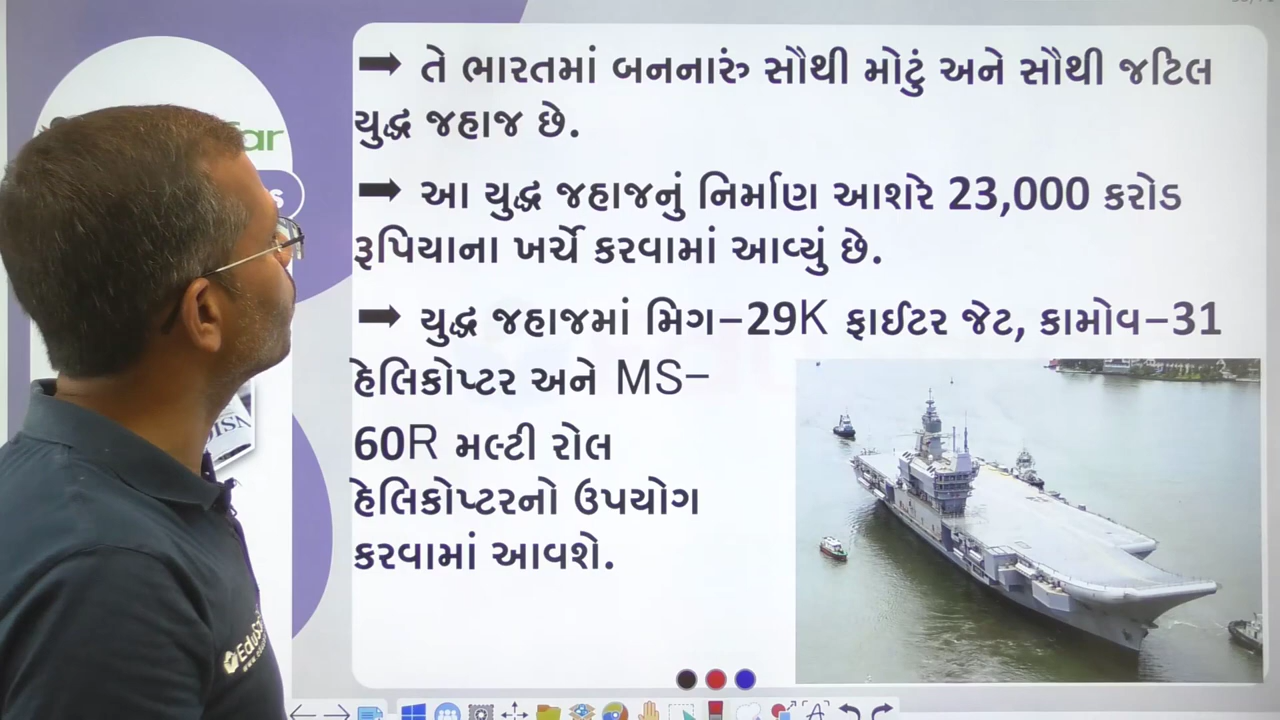 ➡ તે ભારતમાં બનનારું સૌથી મોટું અને સૌથી જટિલ
યુદ્ધ જહાજ છે.
➡ આ યુદ્ધ જહાજનું નિર્માણ આશરે 23,000 કરોડ
રૂપિયાના ખર્ચે કરવામાં આવ્યું છે.
➡ યુદ્ધ જહાજમાં મિગ–29K ફાઈટર જેટ, કામોવ–31
હેલિકોપ્ટર અને MS–
60R મલ્ટી રોલ
હેલિકોપ્ટરનો ઉપયોગ
કરવામાં આવશે.